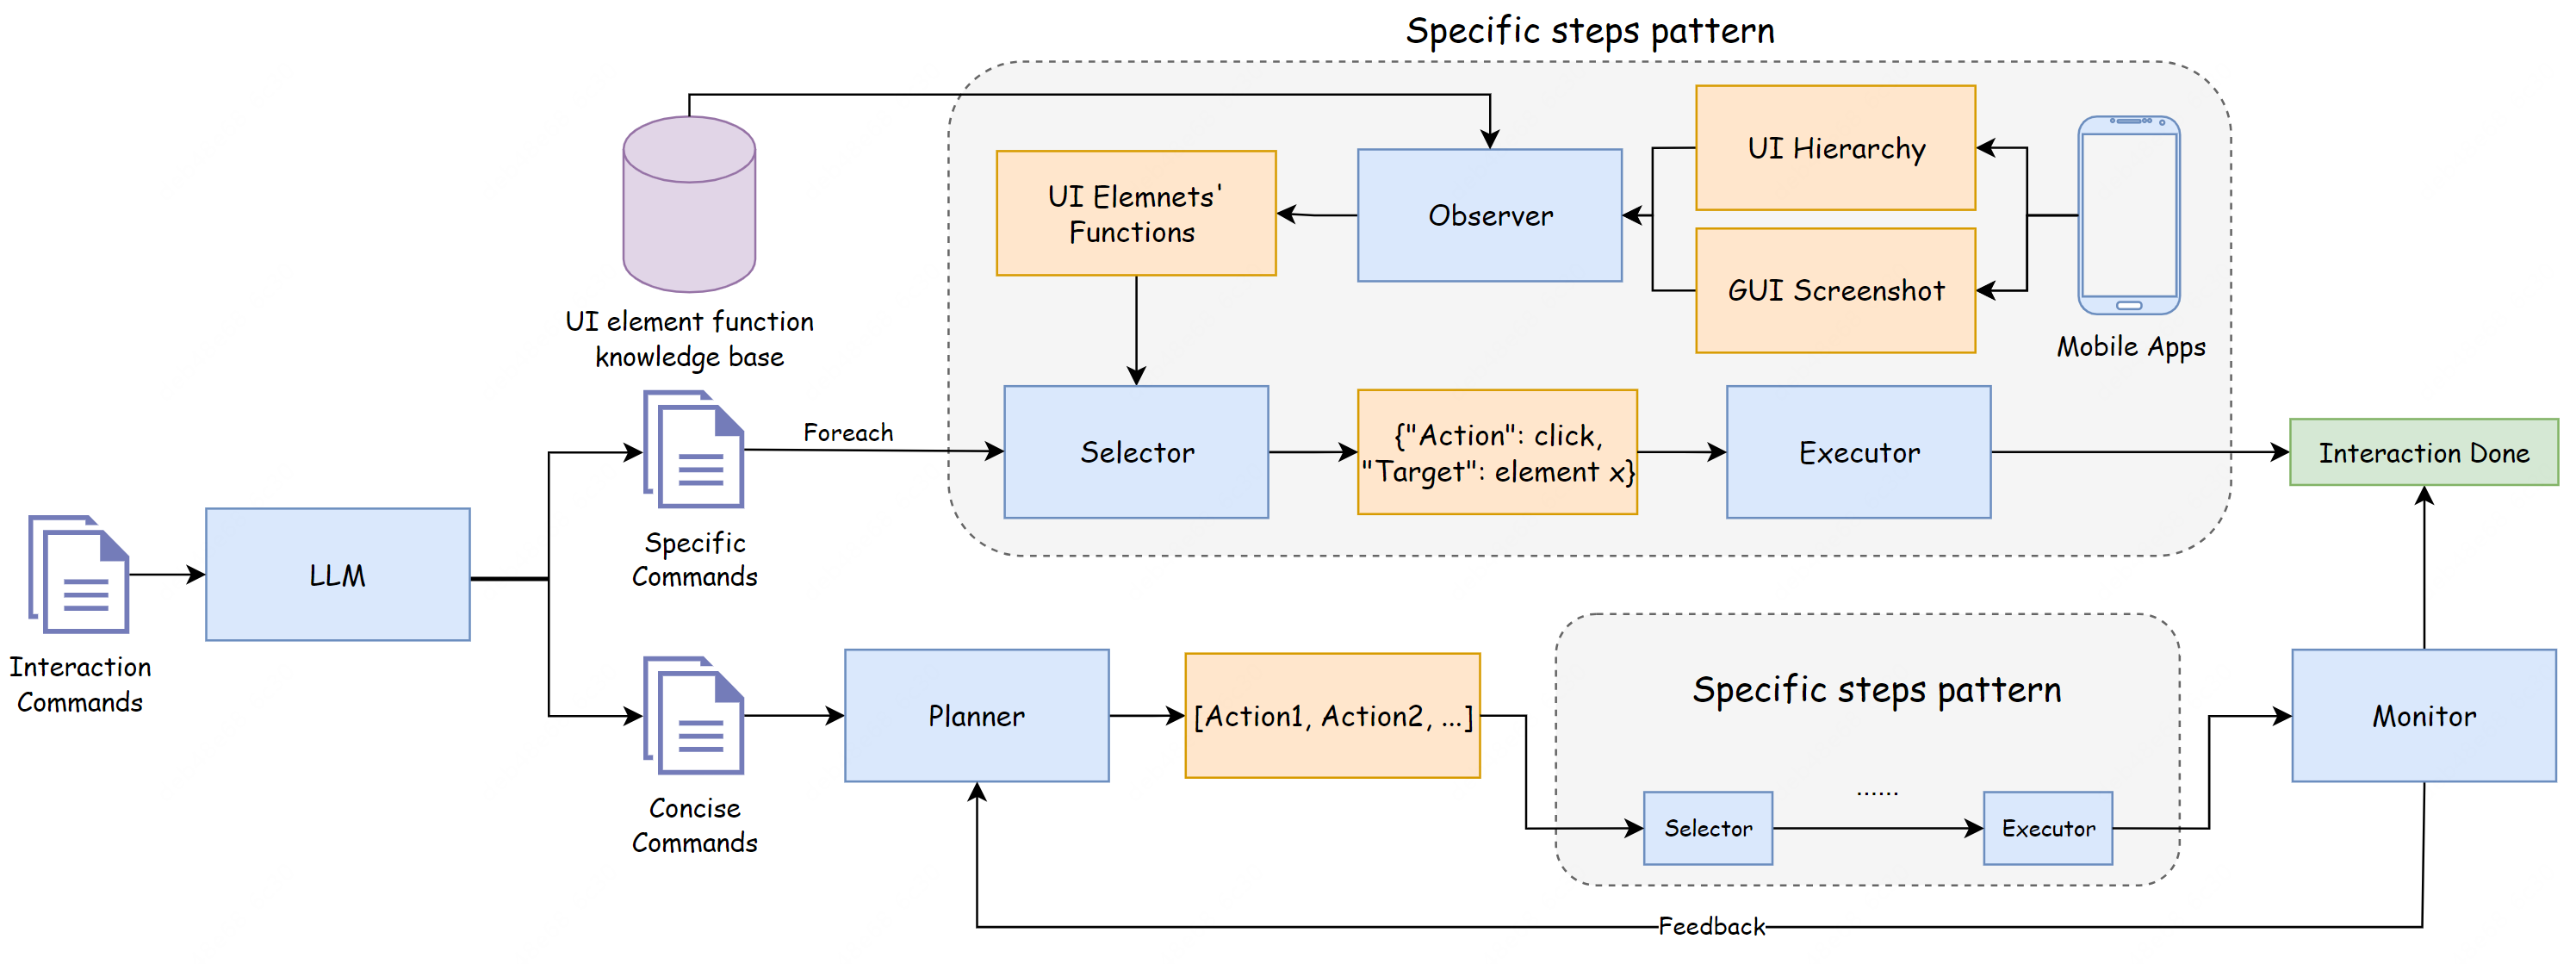 Specific steps pattern
UI Elemnets'
Functions
Observer
UI Hierarchy
GUI Screenshot
Mobile Apps
UI element function
knowledge base
Foreach
Selector
{"Action": click,
"Target": element x}
Executor
Interaction Done
Specific
Commands
LLM
Interaction
Commands
Concise
Commands
Planner
[Action1, Action2, ...]
Specific steps pattern
......
Selector
Executor
Monitor
Feedback